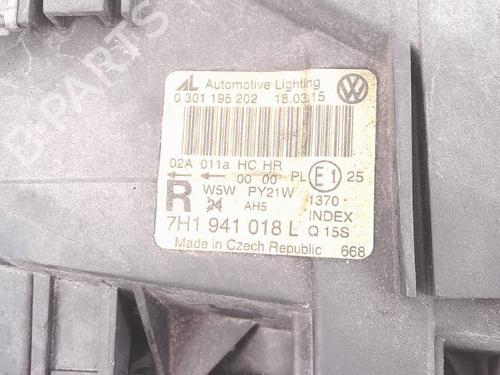 AL Automotive Lighting
0 301 195 202 18.03.15
02A 011a HC HR
00 00 PL E1 25
R W5W PY21W 1370
24 AH5 INDEX
7H1 941 018 L Q 15S
Made in Czech Republic 668
B-PARTS